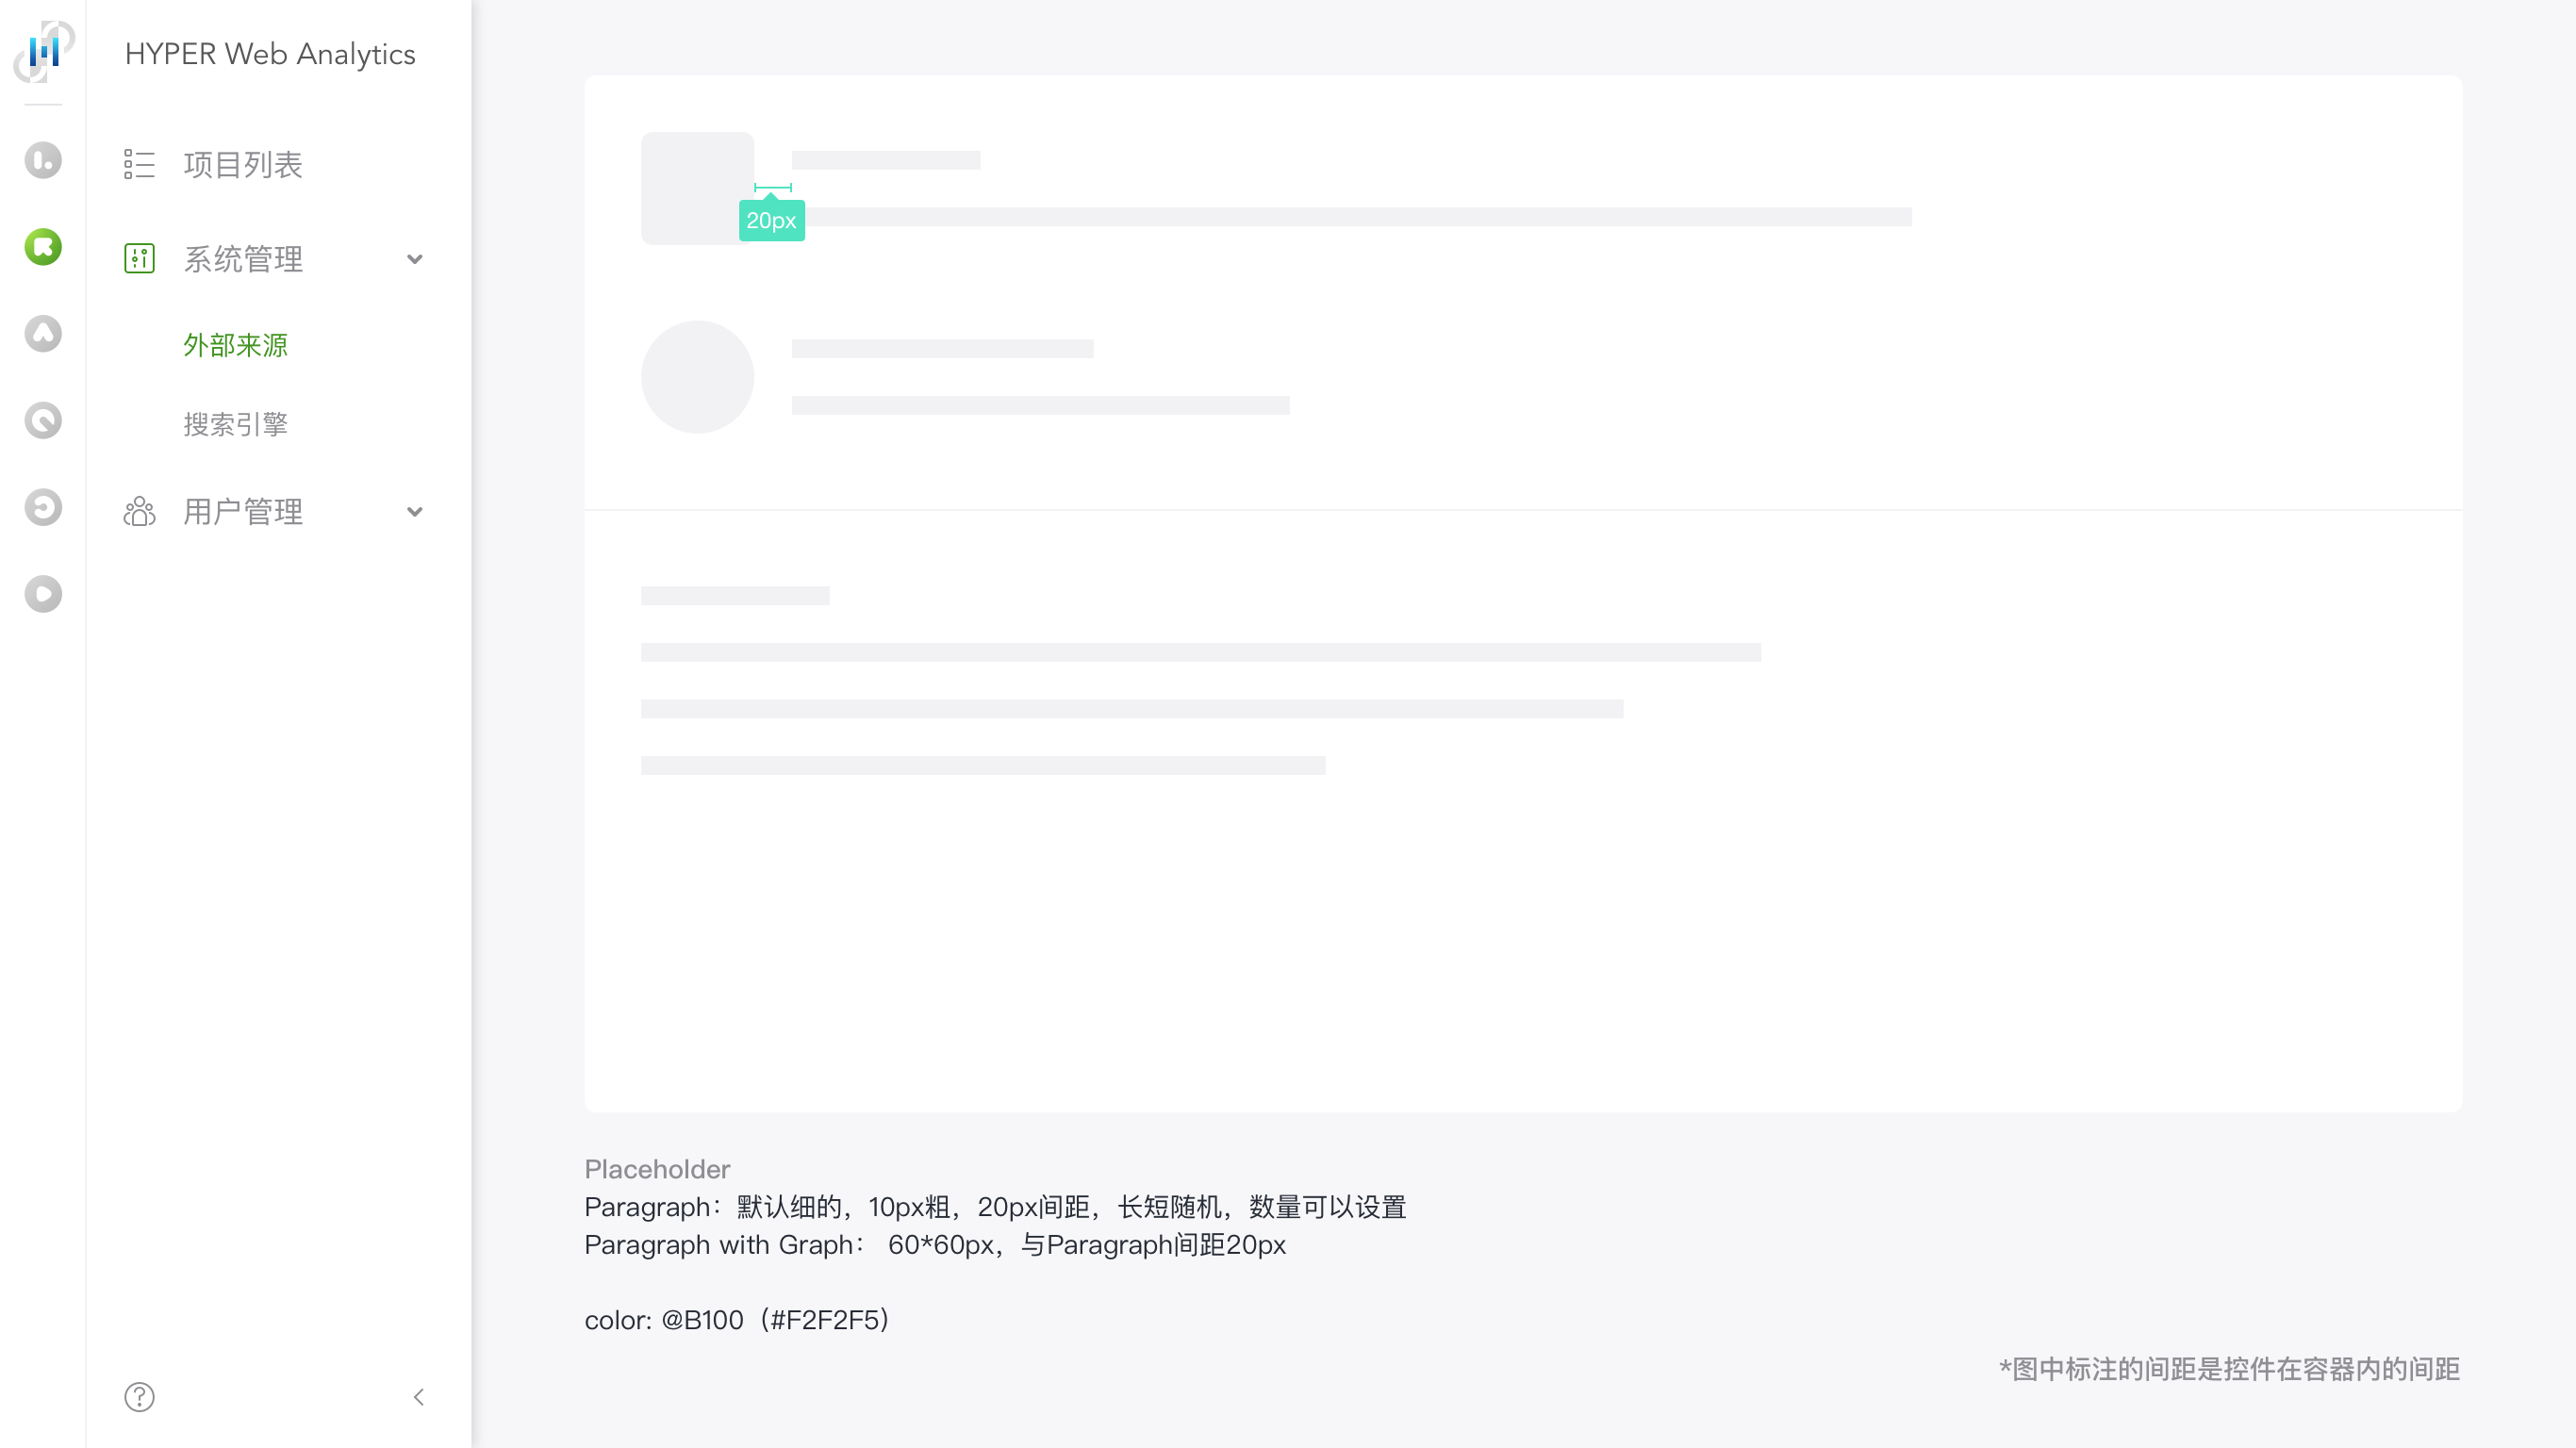 HYPER Web Analytics
项目列表
系统管理
外部来源
搜索引擎
用户管理
20px
Placeholder
Paragraph：默认细的，10px粗，20px间距，长短随机，数量可以设置
Paragraph with Graph： 60*60px，与Paragraph间距20px
color: @B100（#F2F2F5）
*图中标注的间距是控件在容器内的间距